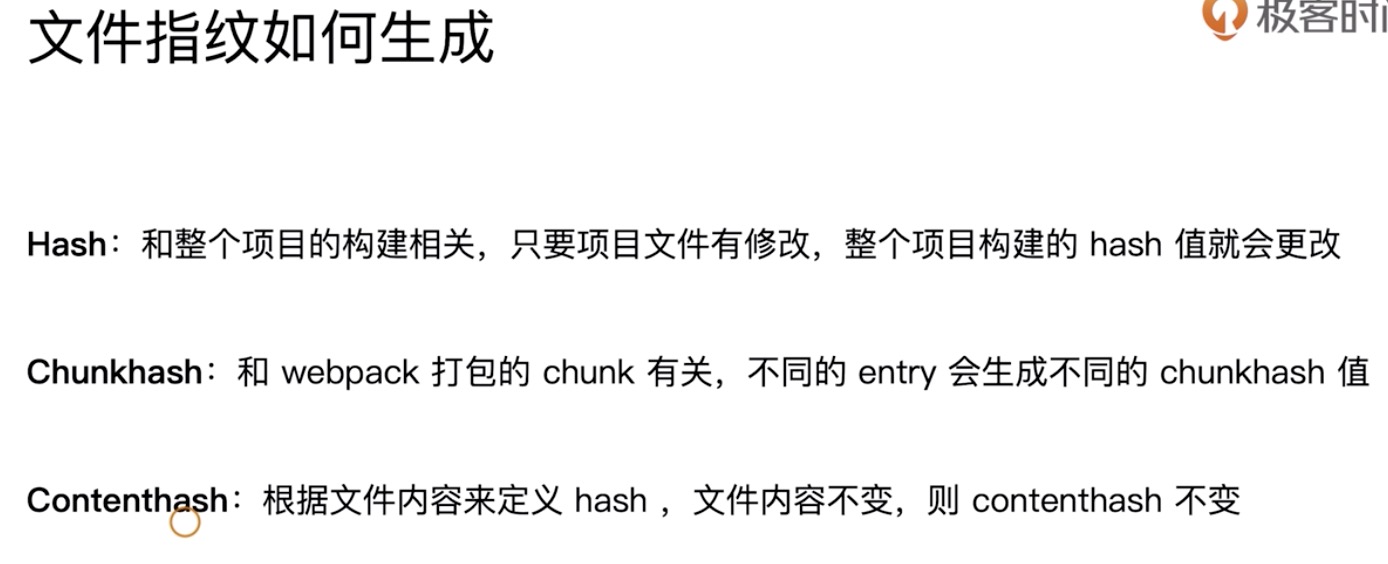 文件指纹如何生成
极客时
Hash：和整个项目的构建相关，只要项目文件有修改，整个项目构建的 hash 值就会更改
Chunkhash：和 webpack 打包的 chunk 有关，不同的 entry 会生成不同的 chunkhash 值
Contenthash：根据文件内容来定义 hash ，文件内容不变，则 contenthash 不变